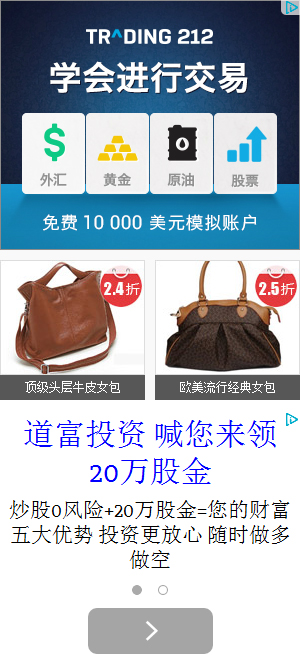 TRADING 212
学会进行交易
外汇
黄金
原油
股票
免费 10 000 美元模拟账户
2.4折
2.5折
顶级头层牛皮女包
欧美流行经典女包
道富投资 喊您来领
20万股金
炒股0风险+20万股金=您的财富
五大优势 投资更放心 随时做多
做空